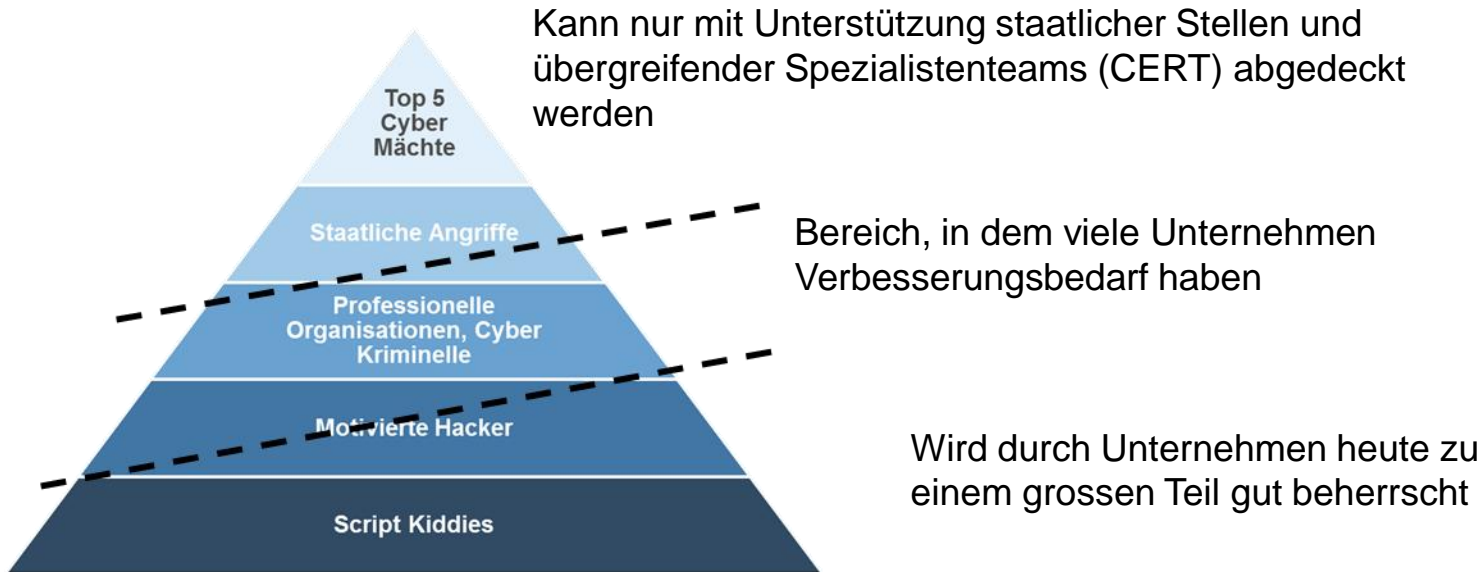 Kann nur mit Unterstützung staatlicher Stellen und
übergreifender Spezialistenteams (CERT) abgedeckt
werden
Top 5
Cyber
Mächte
Staatliche Angriffe
Bereich, in dem viele Unternehmen
Verbesserungsbedarf haben
Professionelle
Organisationen, Cyber
Kriminelle
Motivierte Hacker
Wird durch Unternehmen heute zu
einem grossen Teil gut beherrscht
Script Kiddies